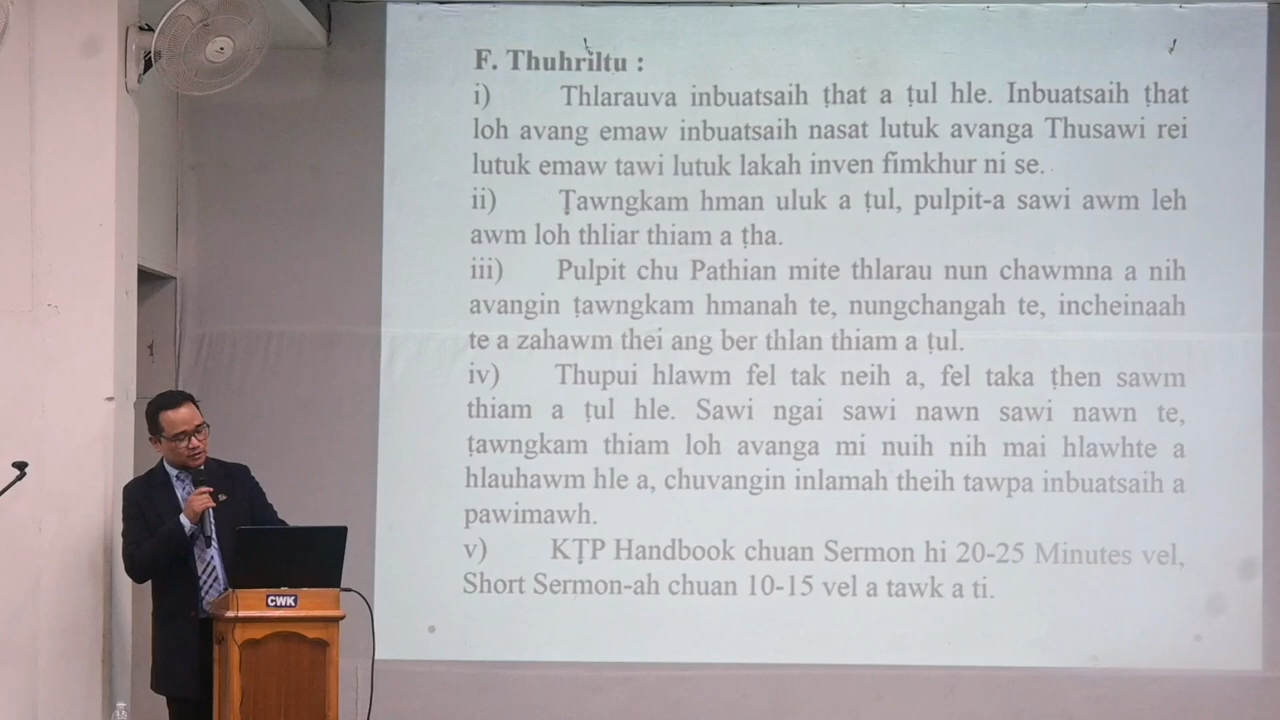 F. Thuhriltu :
i) Thlarauva inbuatsaih ṭhat a ṭul hle. Inbuatsaih ṭhat
loh avang emaw inbuatsaih nasat lutuk avanga Thusawi rei
lutuk emaw tawi lutuk lakah inven fimkhur ni se.
ii) Ṭawngkam hman uluk a ṭul, pulpit-a sawi awm leh
awm loh thliar thiam a ṭha.
iii) Pulpit chu Pathian mite thlarau nun chawmna a nih
avangin ṭawngkam hmanah te, nungchangah te, incheinaah
te a zahawm thei ang ber thlan thiam a ṭul.
iv) Thupui hlawm fel tak neih a, fel taka ṭhen sawm
thiam a ṭul hle. Sawi ngai sawi nawn sawi nawn te,
ṭawngkam thiam loh avanga mi nuih nih mai hlawhte a
hlauhawm hle a, chuvangin inlamah theih tawpa inbuatsaih a
pawimawh.
v) KṬP Handbook chuan Sermon hi 20-25 Minutes vel,
Short Sermon-ah chuan 10-15 vel a tawk a ti.
CWK